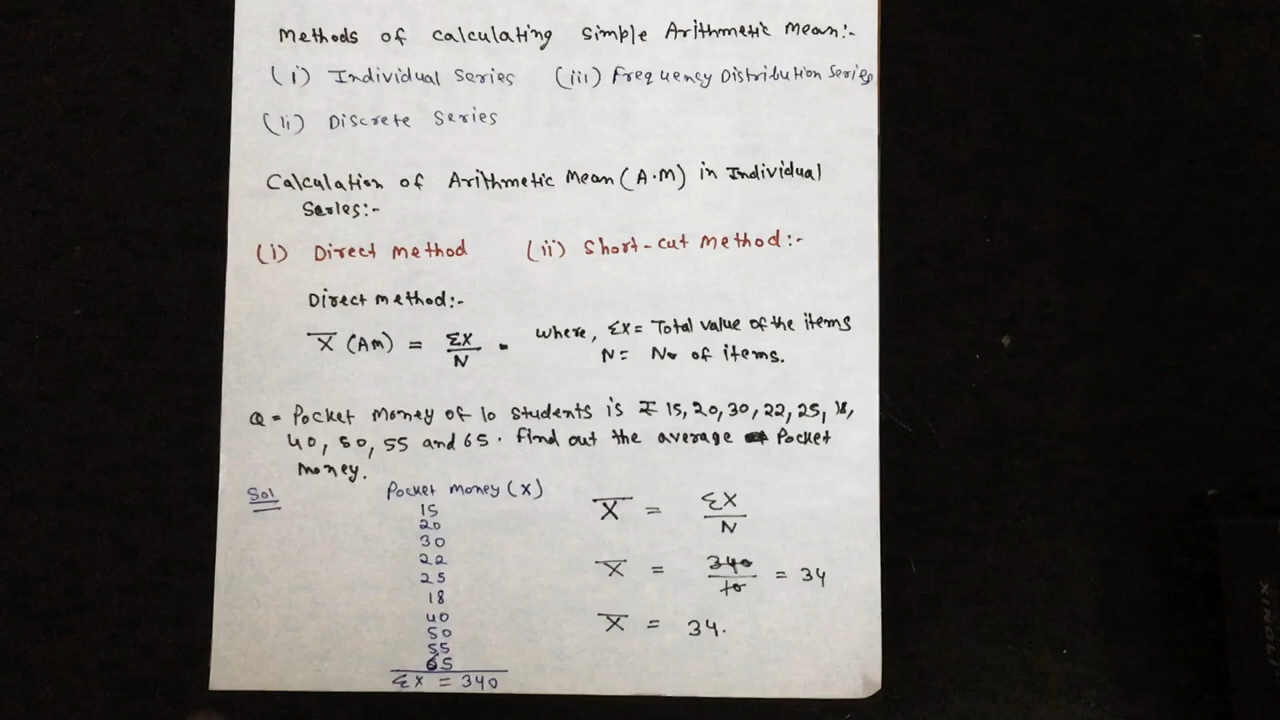 Methods of calculating Simple Arithmetic Mean:-
(i) Individual Series (iii) Frequency Distribution Series
(ii) Discrete Series
Calculation of Arithmetic Mean (A.M) in Individual
Series:-
(i) Direct Method (ii) Short-cut Method:-
Direct method:-
X̅ (AM) = ΣX/N . where, ΣX = Total value of the items
N = No of items.
Q = Pocket Money of 10 students is ₹ 15, 20, 30, 22, 25, 18,
40, 50, 55 and 65. Find out the average Pocket
Money.
Sol Pocket money (X)
15
20
30
22
25
18
40
50
55
65
ΣX = 340
X̅ = ΣX/N
X̅ = 340/10 = 34
X̅ = 34.